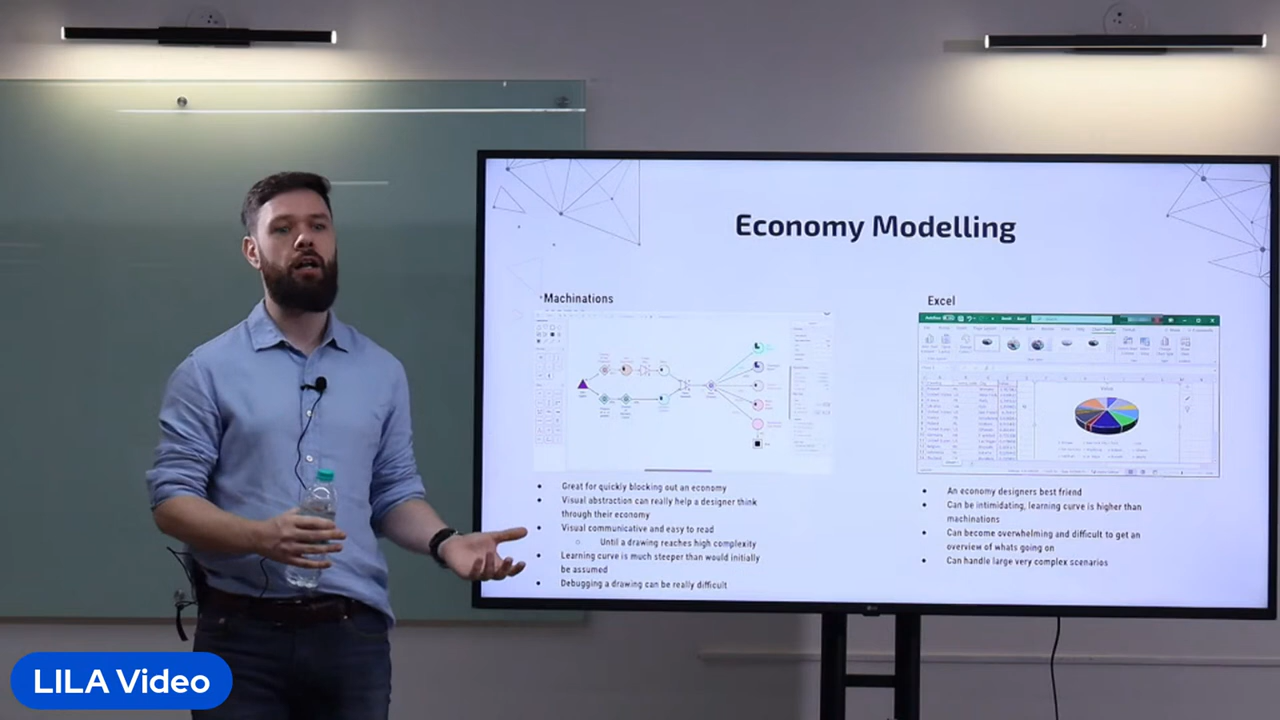 Economy Modelling
Machinations
Great for quickly blocking out an economy
Visual abstraction can really help a designer think
through their economy
Visual communicative and easy to read
Until a drawing reaches high complexity
Learning curve is much steeper than would initially
be assumed
Debugging a drawing can be really difficult
Excel
An economy designers best friend
Can be intimidating, learning curve is higher than
machinations
Can become overwhelming and difficult to get an
overview of whats going on
Can handle large very complex scenarios
LG
LILA Video